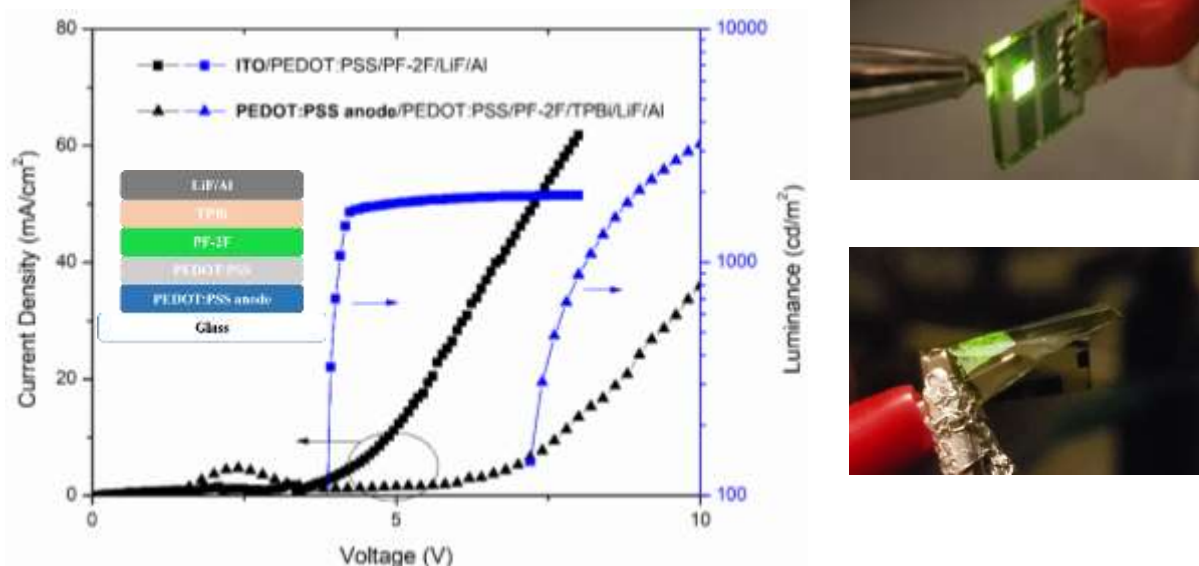 80
60
40
20
0
Current Density (mA/cm²)
0
5
10
Voltage (V)
10000
1000
100
Luminance (cd/m²)
ITO/PEDOT:PSS/PF-2F/LiF/Al
PEDOT:PSS anode/PEDOT:PSS/PF-2F/TPBi/LiF/Al
LiF/Al
TPBi
PF-2F
PEDOT:PSS
PEDOT:PSS anode
Glass